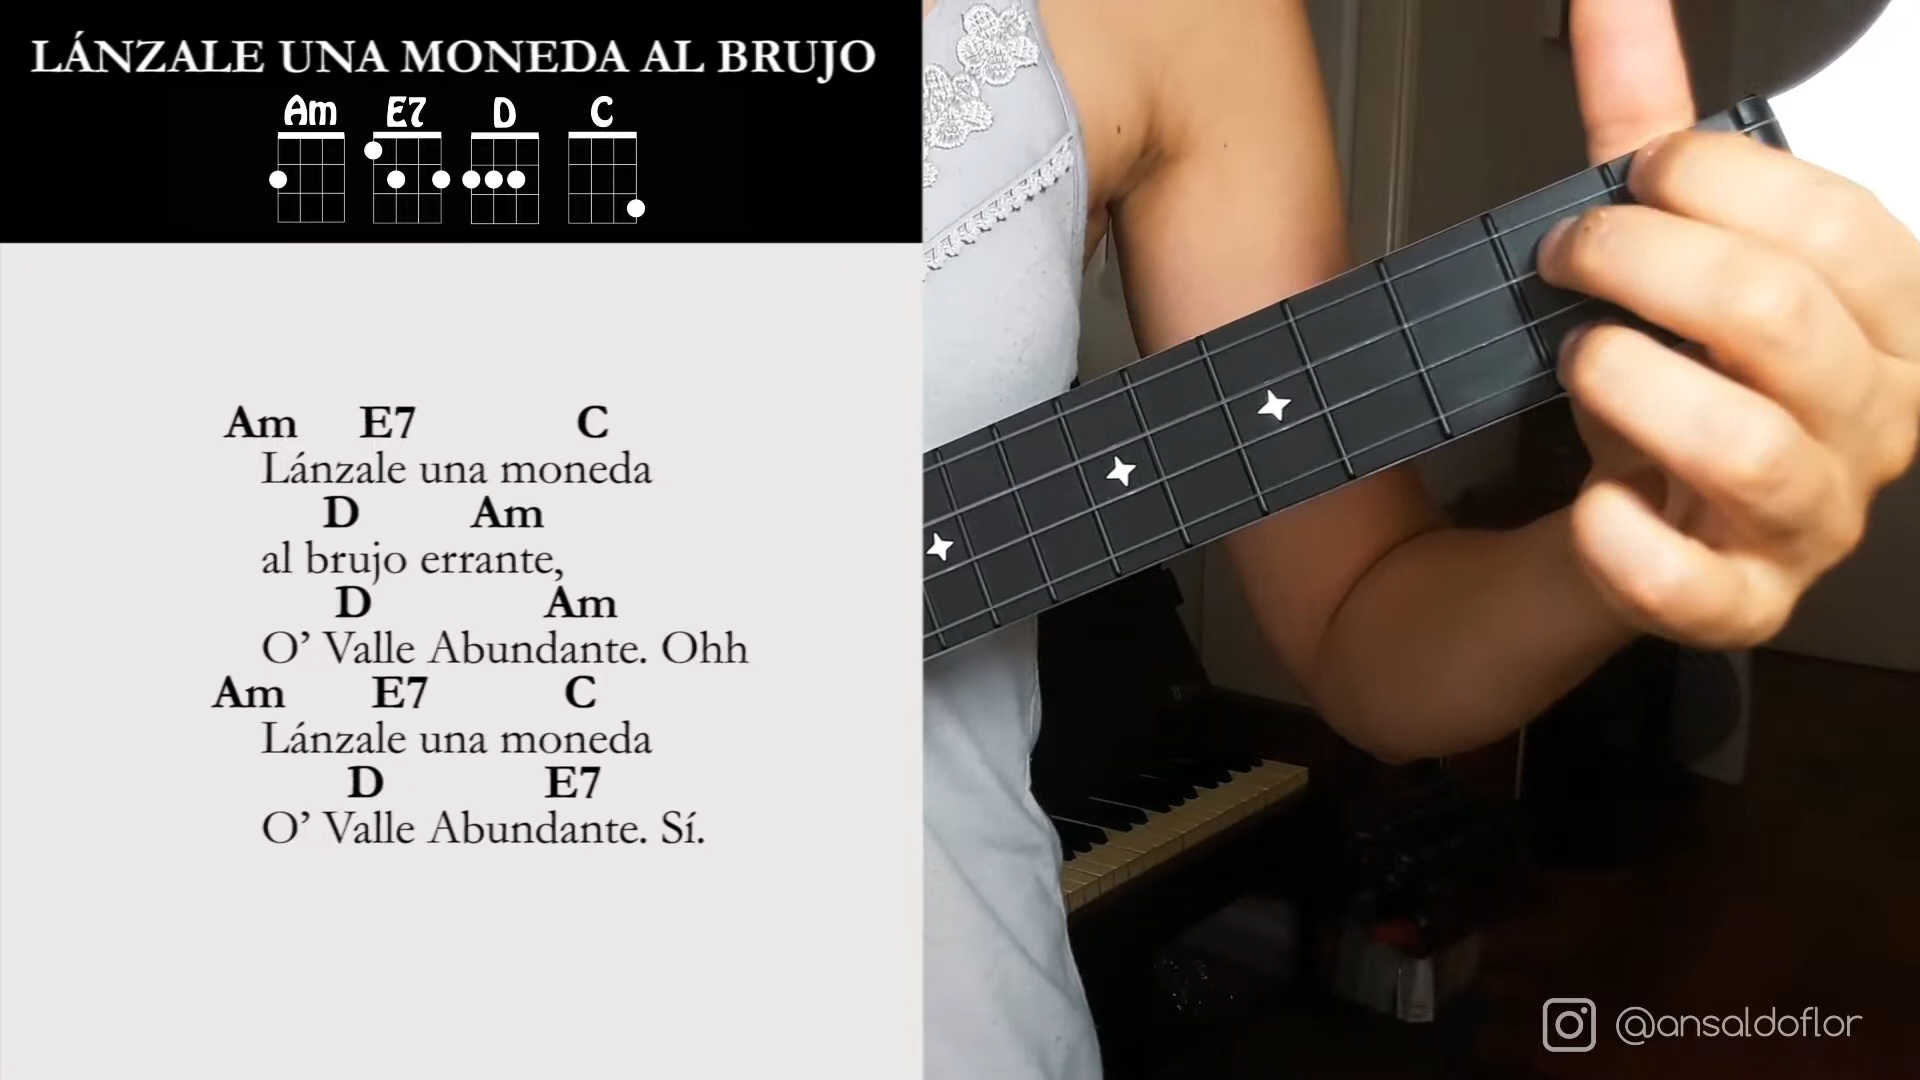 LÁNZALE UNA MONEDA AL BRUJO
Am E7 D C
Am E7 C
Lánzale una moneda
D Am
al brujo errante,
D Am
O’ Valle Abundante. Ohh
Am E7 C
Lánzale una moneda
D E7
O’ Valle Abundante. Sí.
@ansaldoflor